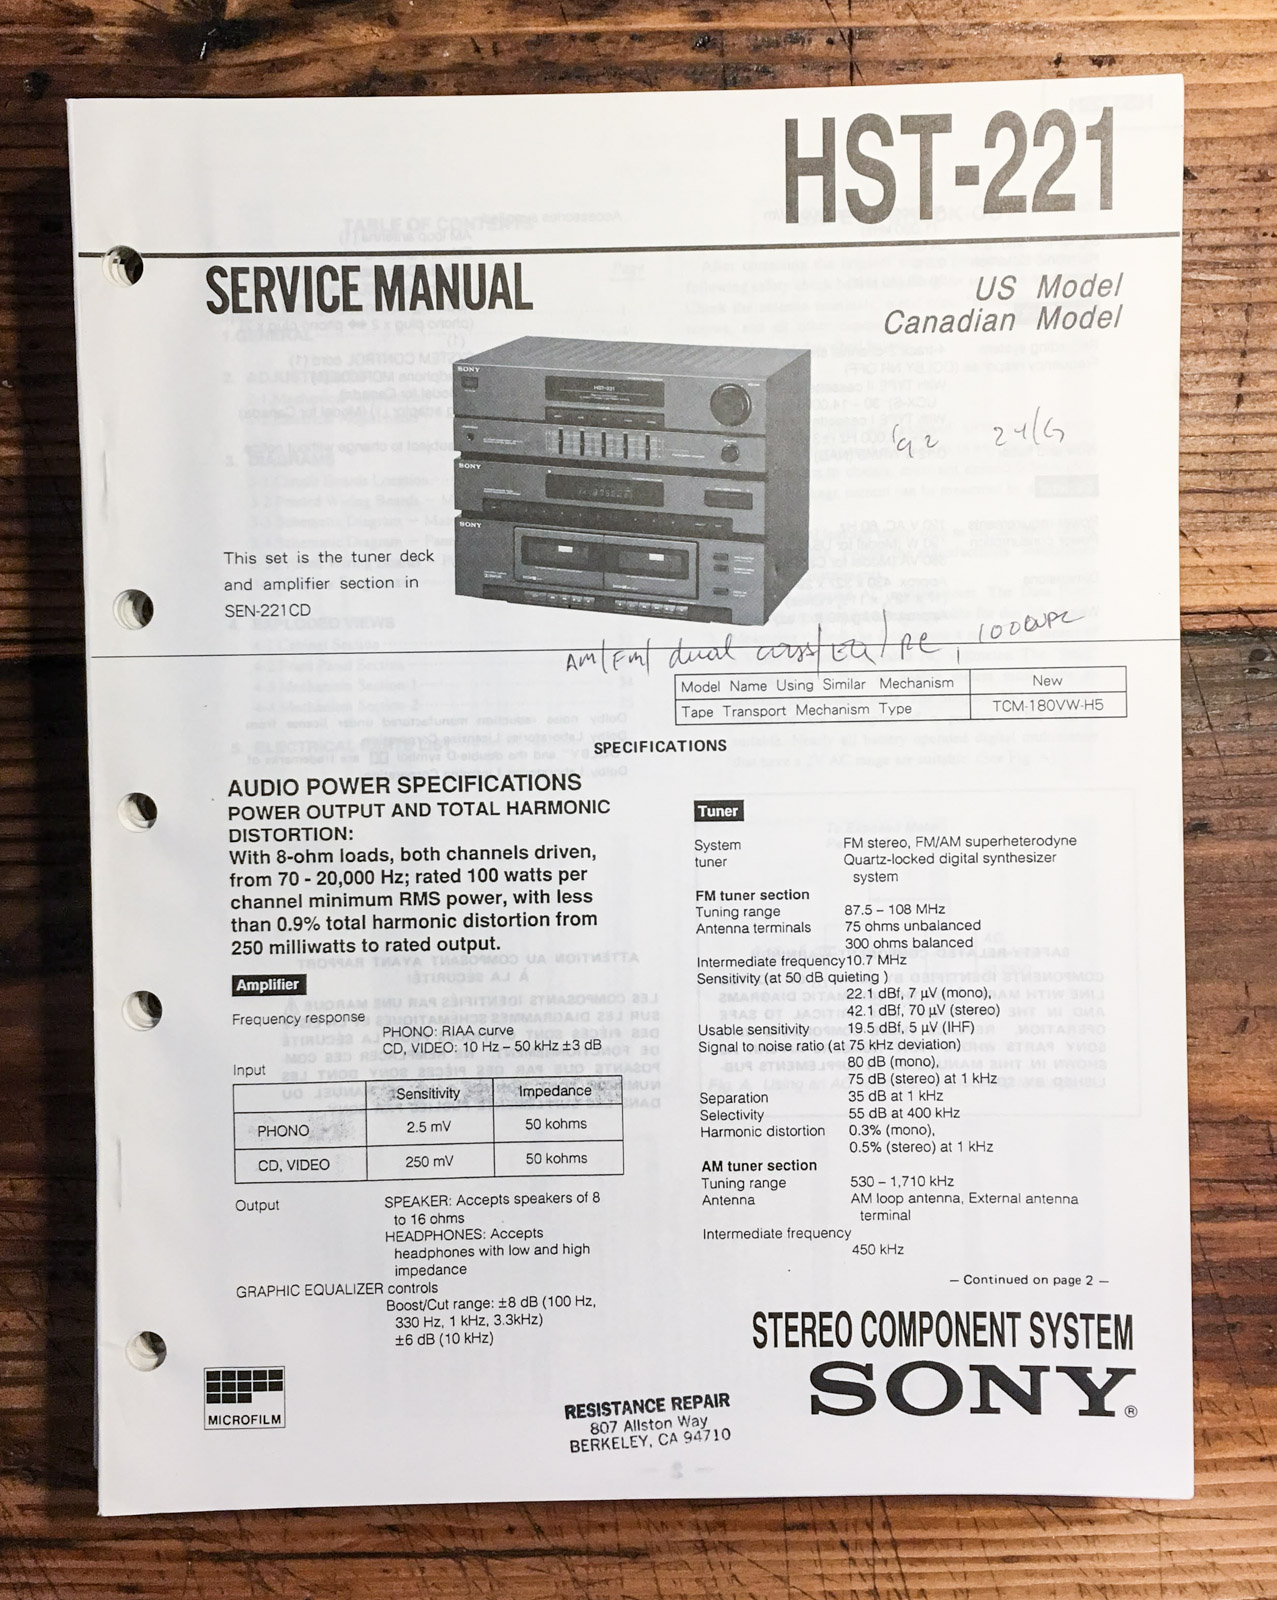 HST-221
SERVICE MANUAL
US Model
Canadian Model
SONY
HST-221
SONY
SONY
'92 24/G
This set is the tuner deck
and amplifier section in
SEN-221CD
AM/FM/ dual cass/EQ/ RC, 100WPC
Model Name Using Similar Mechanism New
Tape Transport Mechanism Type TCM-180VW-H5
SPECIFICATIONS
AUDIO POWER SPECIFICATIONS
POWER OUTPUT AND TOTAL HARMONIC
DISTORTION:
With 8-ohm loads, both channels driven,
from 70 - 20,000 Hz; rated 100 watts per
channel minimum RMS power, with less
than 0.9% total harmonic distortion from
250 milliwatts to rated output.
Amplifier
Frequency response
PHONO: RIAA curve
CD, VIDEO: 10 Hz – 50 kHz ±3 dB
Input
Sensitivity Impedance
PHONO 2.5 mV 50 kohms
CD, VIDEO 250 mV 50 kohms
Output SPEAKER: Accepts speakers of 8
to 16 ohms
HEADPHONES: Accepts
headphones with low and high
impedance
GRAPHIC EQUALIZER controls
Boost/Cut range: ±8 dB (100 Hz,
330 Hz, 1 kHz, 3.3kHz)
±6 dB (10 kHz)
Tuner
System FM stereo, FM/AM superheterodyne
tuner Quartz-locked digital synthesizer
system
FM tuner section
Tuning range 87.5 – 108 MHz
Antenna terminals 75 ohms unbalanced
300 ohms balanced
Intermediate frequency 10.7 MHz
Sensitivity (at 50 dB quieting )
22.1 dBf, 7 µV (mono),
42.1 dBf, 70 µV (stereo)
Usable sensitivity 19.5 dBf, 5 µV (IHF)
Signal to noise ratio (at 75 kHz deviation)
80 dB (mono),
75 dB (stereo) at 1 kHz
Separation 35 dB at 1 kHz
Selectivity 55 dB at 400 kHz
Harmonic distortion 0.3% (mono),
0.5% (stereo) at 1 kHz
AM tuner section
Tuning range 530 – 1,710 kHz
Antenna AM loop antenna, External antenna
terminal
Intermediate frequency
450 kHz
– Continued on page 2 –
STEREO COMPONENT SYSTEM
SONY®
MICROFILM
RESISTANCE REPAIR
807 Allston Way
BERKELEY, CA 94710